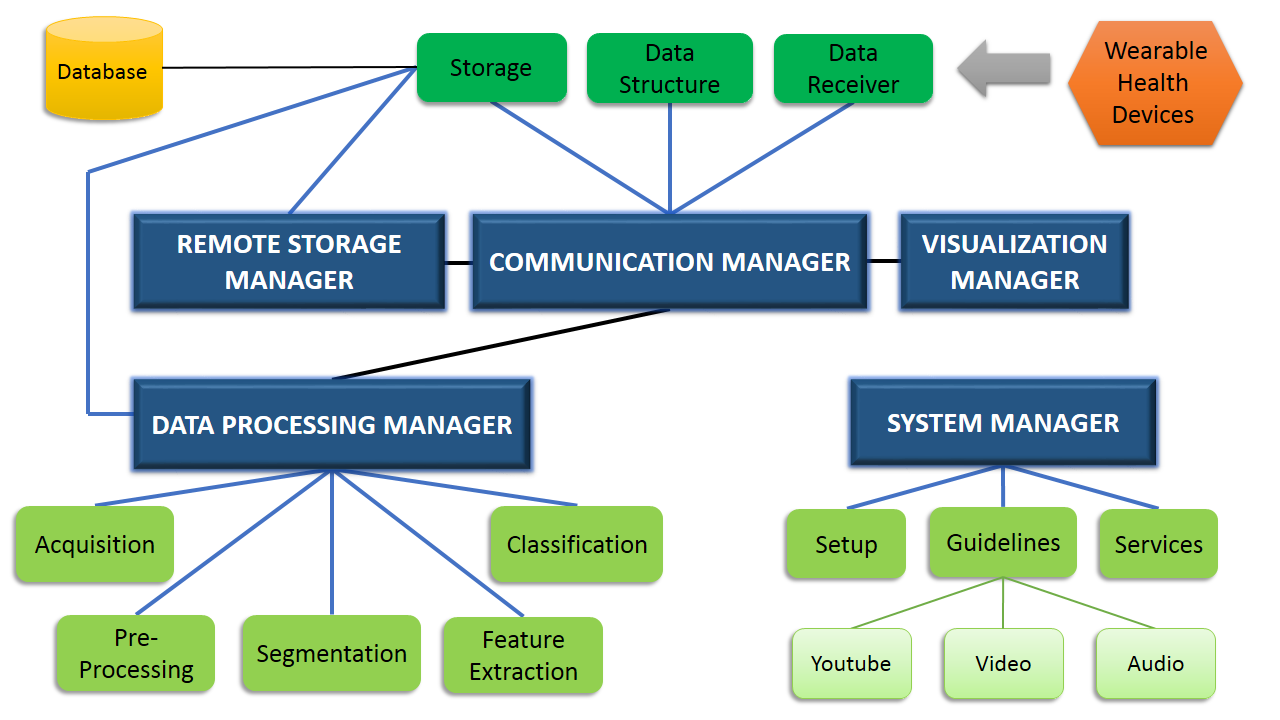 Database
Storage
Data
Structure
Data
Receiver
Wearable
Health
Devices
REMOTE STORAGE
MANAGER
COMMUNICATION MANAGER
VISUALIZATION
MANAGER
DATA PROCESSING MANAGER
SYSTEM MANAGER
Acquisition
Classification
Setup
Guidelines
Services
Pre-
Processing
Segmentation
Feature
Extraction
Youtube
Video
Audio